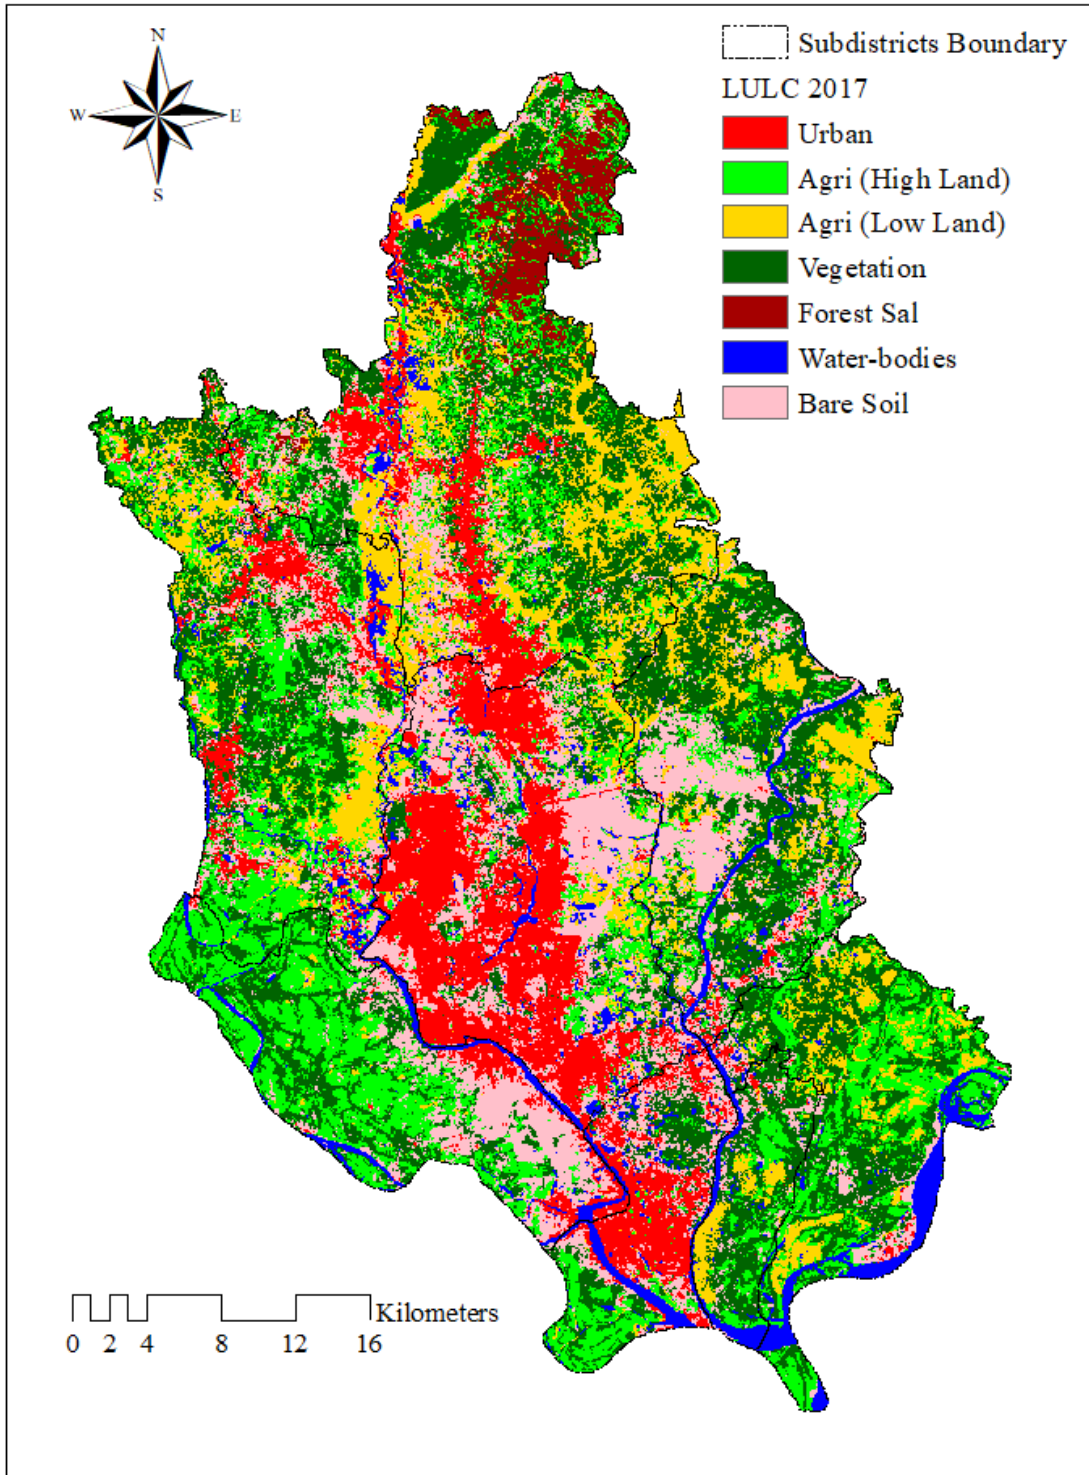 N
W
E
S
Subdistricts Boundary
LULC 2017
Urban
Agri (High Land)
Agri (Low Land)
Vegetation
Forest Sal
Water-bodies
Bare Soil
Kilometers
0 2 4 8 12 16